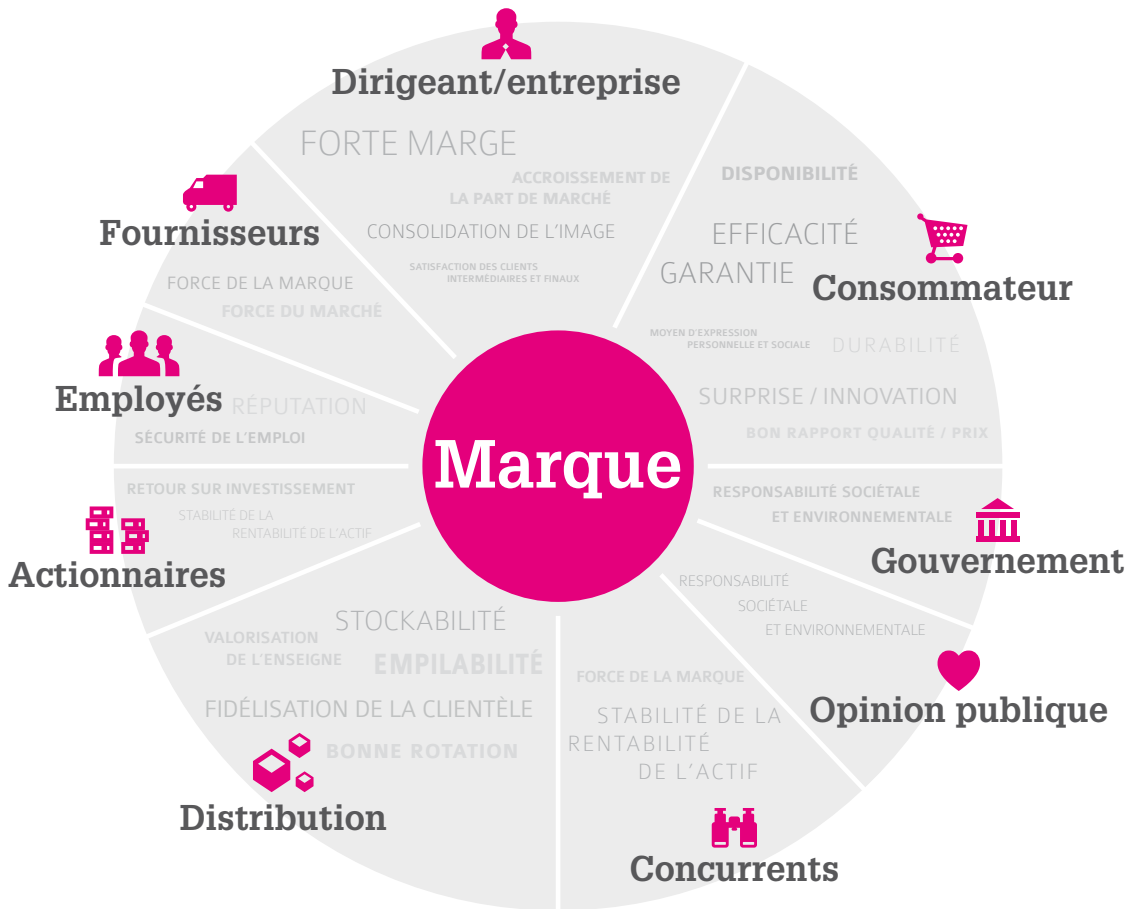 Dirigeant/entreprise
FORTE MARGE
ACCROISSEMENT DE
LA PART DE MARCHÉ
CONSOLIDATION DE L'IMAGE
SATISFACTION DES CLIENTS
INTERMÉDIAIRES ET FINAUX
DISPONIBILITÉ
EFFICACITÉ
GARANTIE
Consommateur
MOYEN D'EXPRESSION
PERSONNELLE ET SOCIALE
DURABILITÉ
SURPRISE / INNOVATION
BON RAPPORT QUALITÉ / PRIX
Fournisseurs
FORCE DE LA MARQUE
FORCE DU MARCHÉ
Employés
RÉPUTATION
SÉCURITÉ DE L'EMPLOI
Marque
RETOUR SUR INVESTISSEMENT
STABILITÉ DE LA
RENTABILITÉ DE L'ACTIF
Actionnaires
RESPONSABILITÉ SOCIÉTALE
ET ENVIRONNEMENTALE
Gouvernement
RESPONSABILITÉ
SOCIÉTALE
ET ENVIRONNEMENTALE
Opinion publique
STOCKABILITÉ
VALORISATION
DE L'ENSEIGNE
EMPILABILITÉ
FIDÉLISATION DE LA CLIENTÈLE
BONNE ROTATION
Distribution
FORCE DE LA MARQUE
STABILITÉ DE LA
RENTABILITÉ
DE L'ACTIF
Concurrents